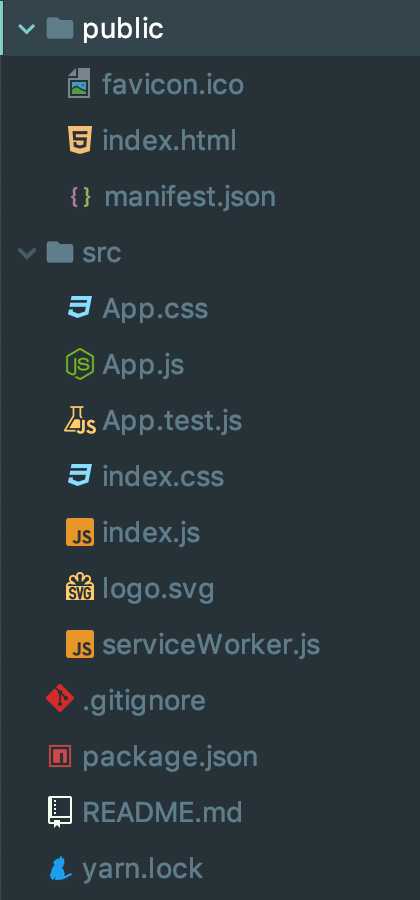 public
favicon.ico
index.html
manifest.json
src
App.css
App.js
App.test.js
index.css
index.js
logo.svg
serviceWorker.js
.gitignore
package.json
README.md
yarn.lock